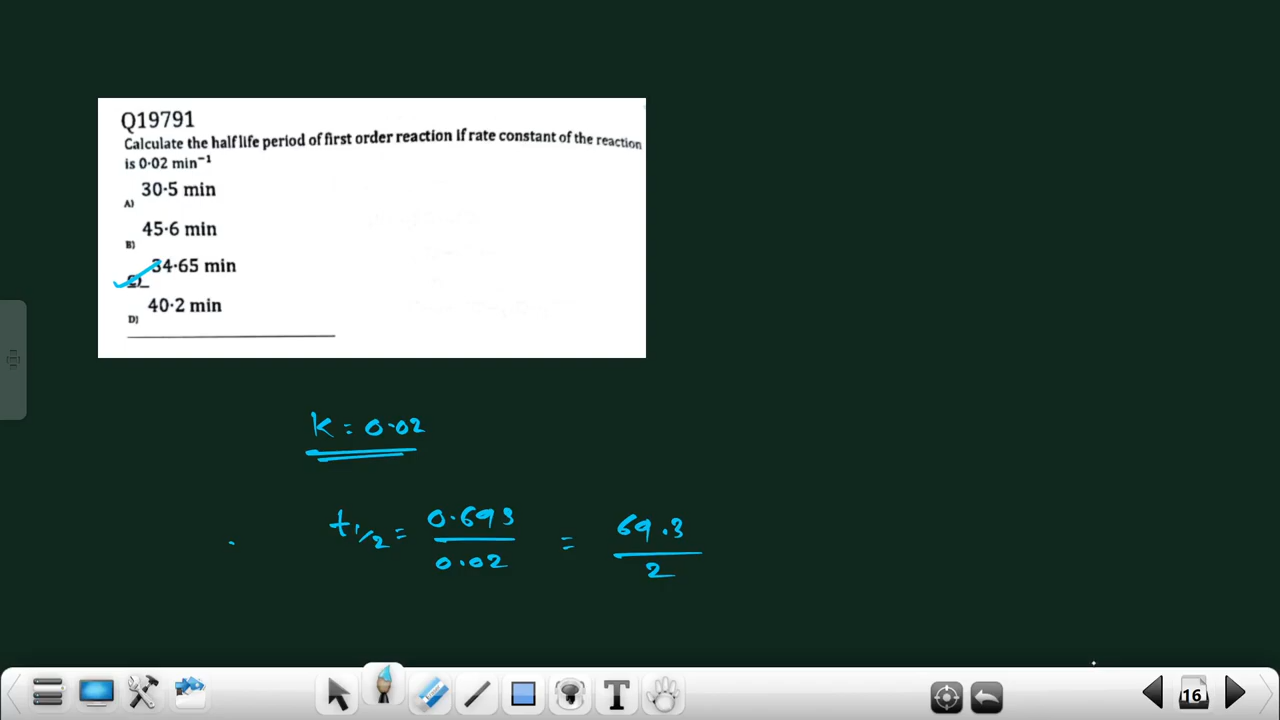 Q19791
Calculate the half life period of first order reaction if rate constant of the reaction
is 0·02 min⁻¹
A) 30·5 min
B) 45·6 min
C) 34·65 min
D) 40·2 min
K = 0.02
t1/2 = 0.693/0.02 = 69.3/2
16